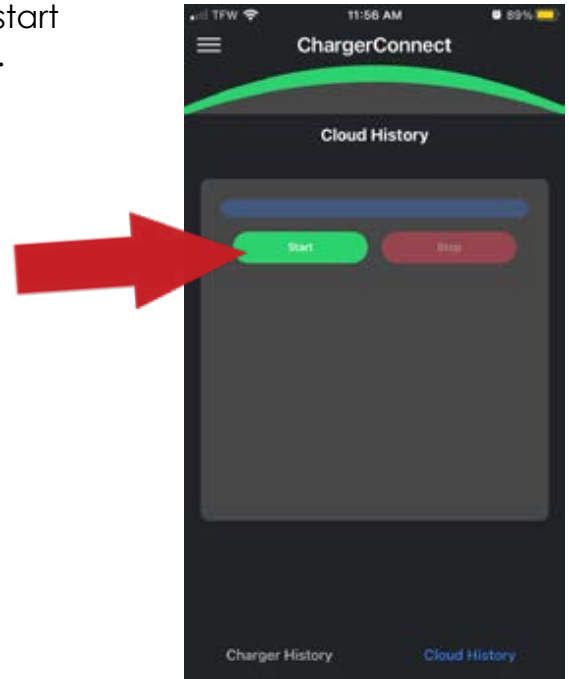 start
.
TFW 11:56 AM 89%
ChargerConnect
Cloud History
Start Stop
Charger History Cloud History